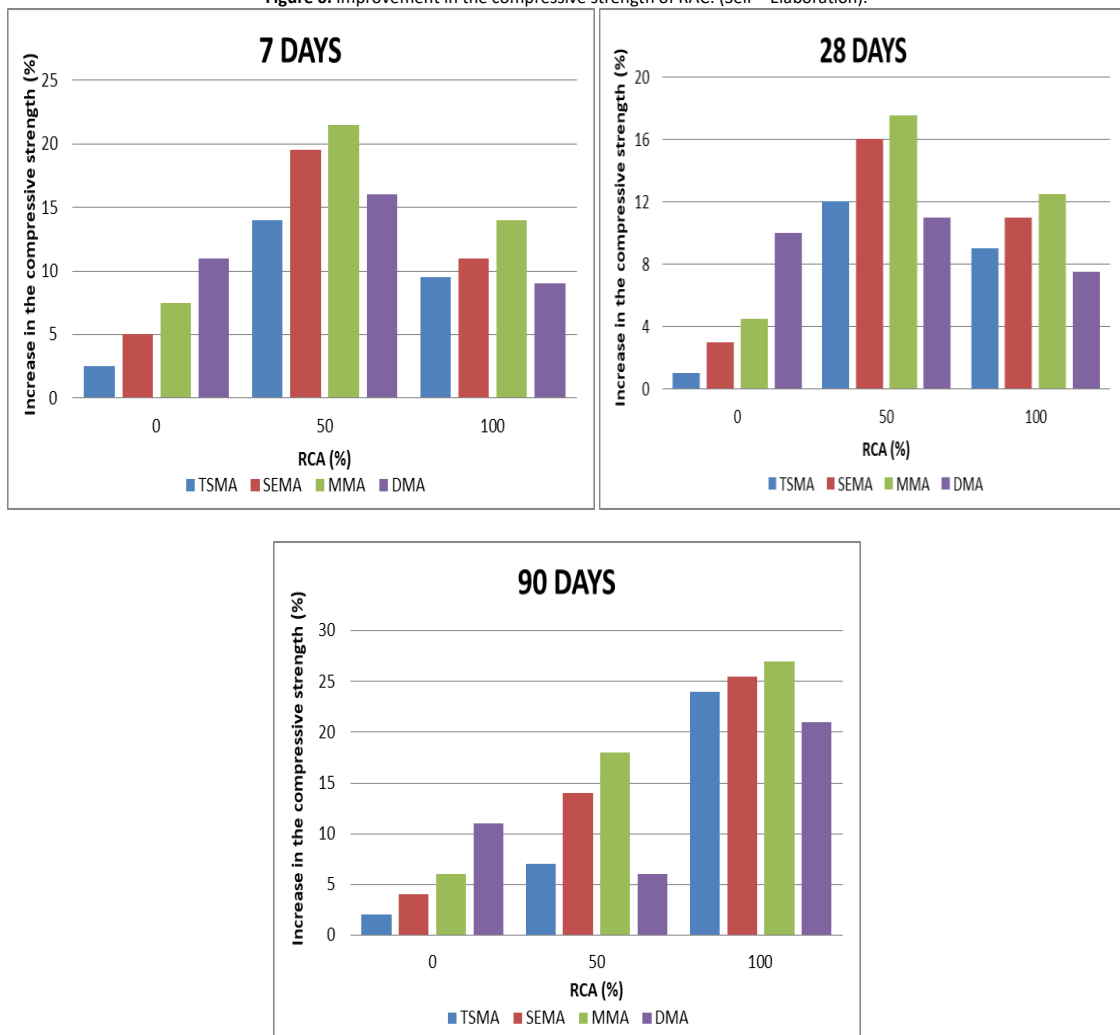 Figure 6. Improvement in the compressive strength of RAC. (Self – Elaboration).
7 DAYS
Increase in the compressive strength (%)
25
20
15
10
5
0
0 50 100
RCA (%)
TSMA SEMA MMA DMA
28 DAYS
Increase in the compressive strength (%)
20
16
12
8
4
0
0 50 100
RCA (%)
TSMA SEMA MMA DMA
90 DAYS
Increase in the compressive strength (%)
30
25
20
15
10
5
0
0 50 100
RCA (%)
TSMA SEMA MMA DMA